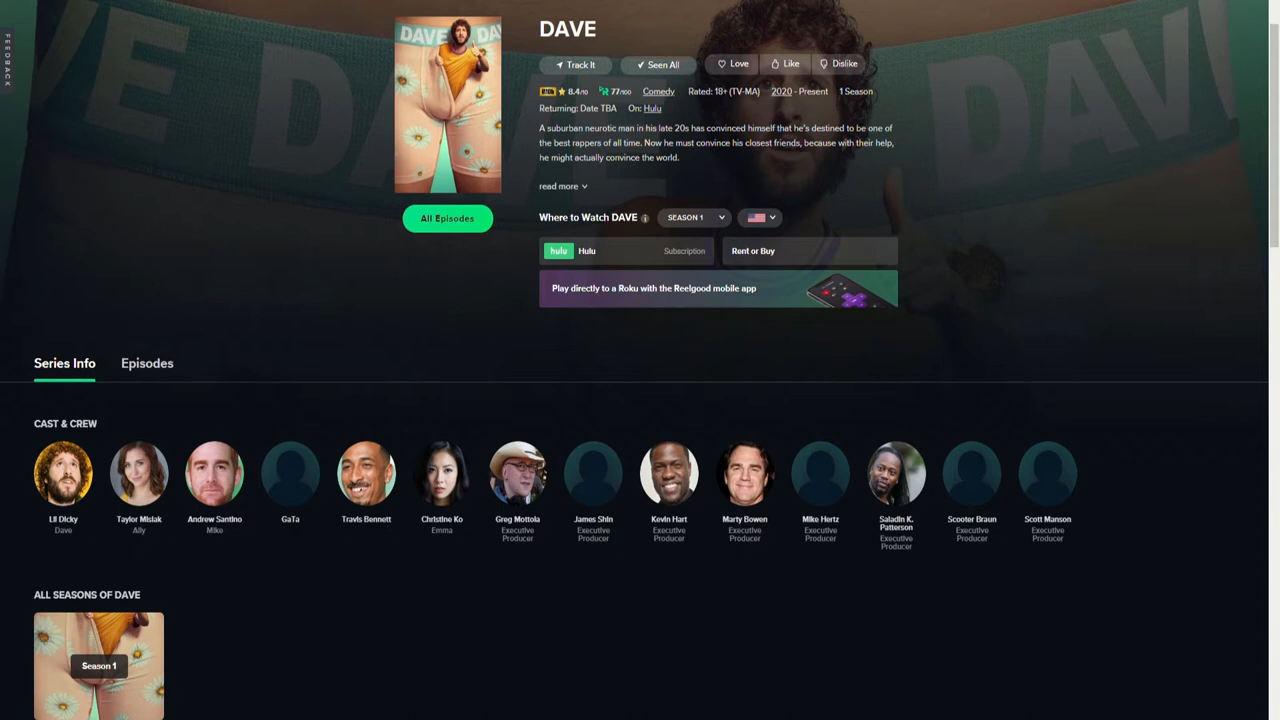 FEEDBACK
DAVE
DAVE
Track It
Seen All
Love
Like
Dislike
8.4/10
77/100
Comedy
Rated: 18+ (TV-MA)
2020 - Present
1 Season
Returning: Date TBA On: Hulu
A suburban neurotic man in his late 20s has convinced himself that he's destined to be one of
the best rappers of all time. Now he must convince his closest friends, because with their help,
he might actually convince the world.
read more
All Episodes
Where to Watch DAVE
SEASON 1
hulu Hulu Subscription
Rent or Buy
Play directly to a Roku with the Reelgood mobile app
Series Info Episodes
CAST & CREW
Lil Dicky
Dave
Taylor Misiak
Ally
Andrew Santino
Mike
GaTa
Travis Bennett
Christine Ko
Emma
Greg Mottola
Executive
Producer
James Shin
Executive
Producer
Kevin Hart
Executive
Producer
Marty Bowen
Executive
Producer
Mike Hertz
Executive
Producer
Saladin K.
Patterson
Executive
Producer
Scooter Braun
Executive
Producer
Scott Manson
Executive
Producer
ALL SEASONS OF DAVE
Season 1